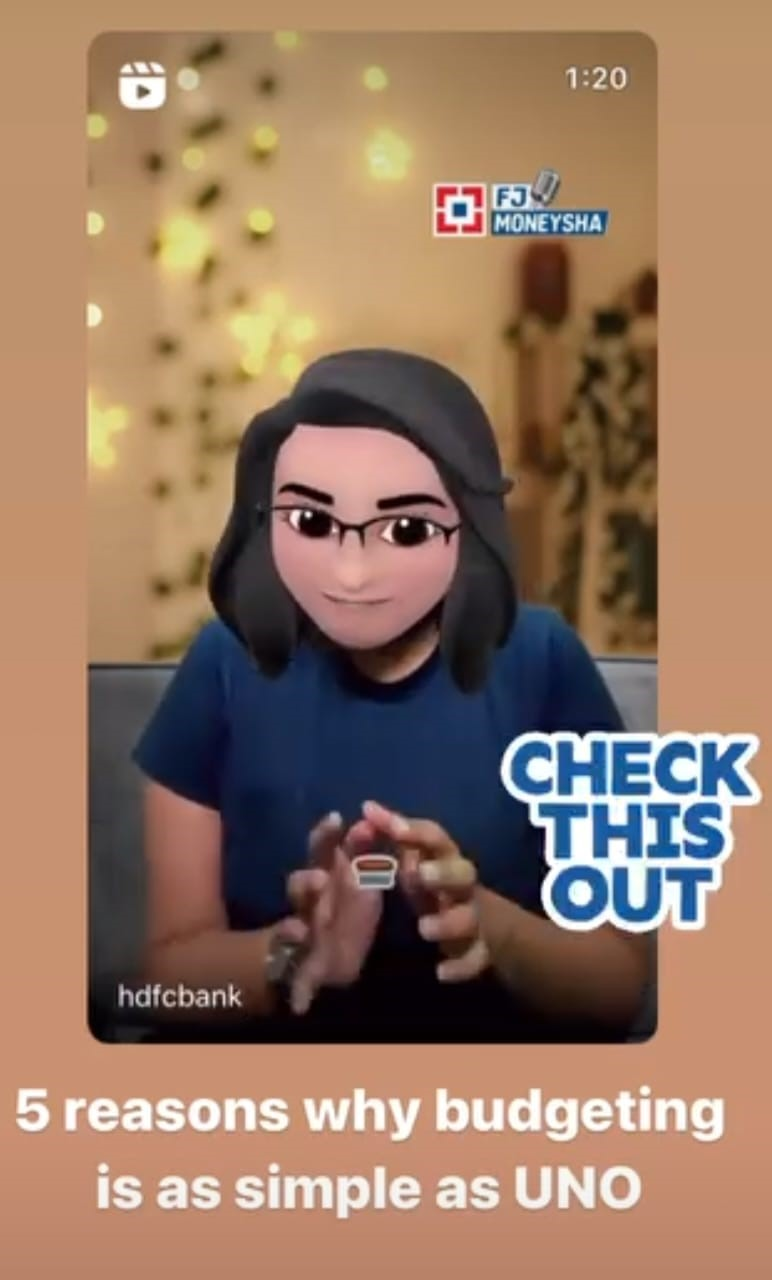 1:20
FJ
MONEYSHA
CHECK
THIS
OUT
hdfcbank
5 reasons why budgeting
is as simple as UNO